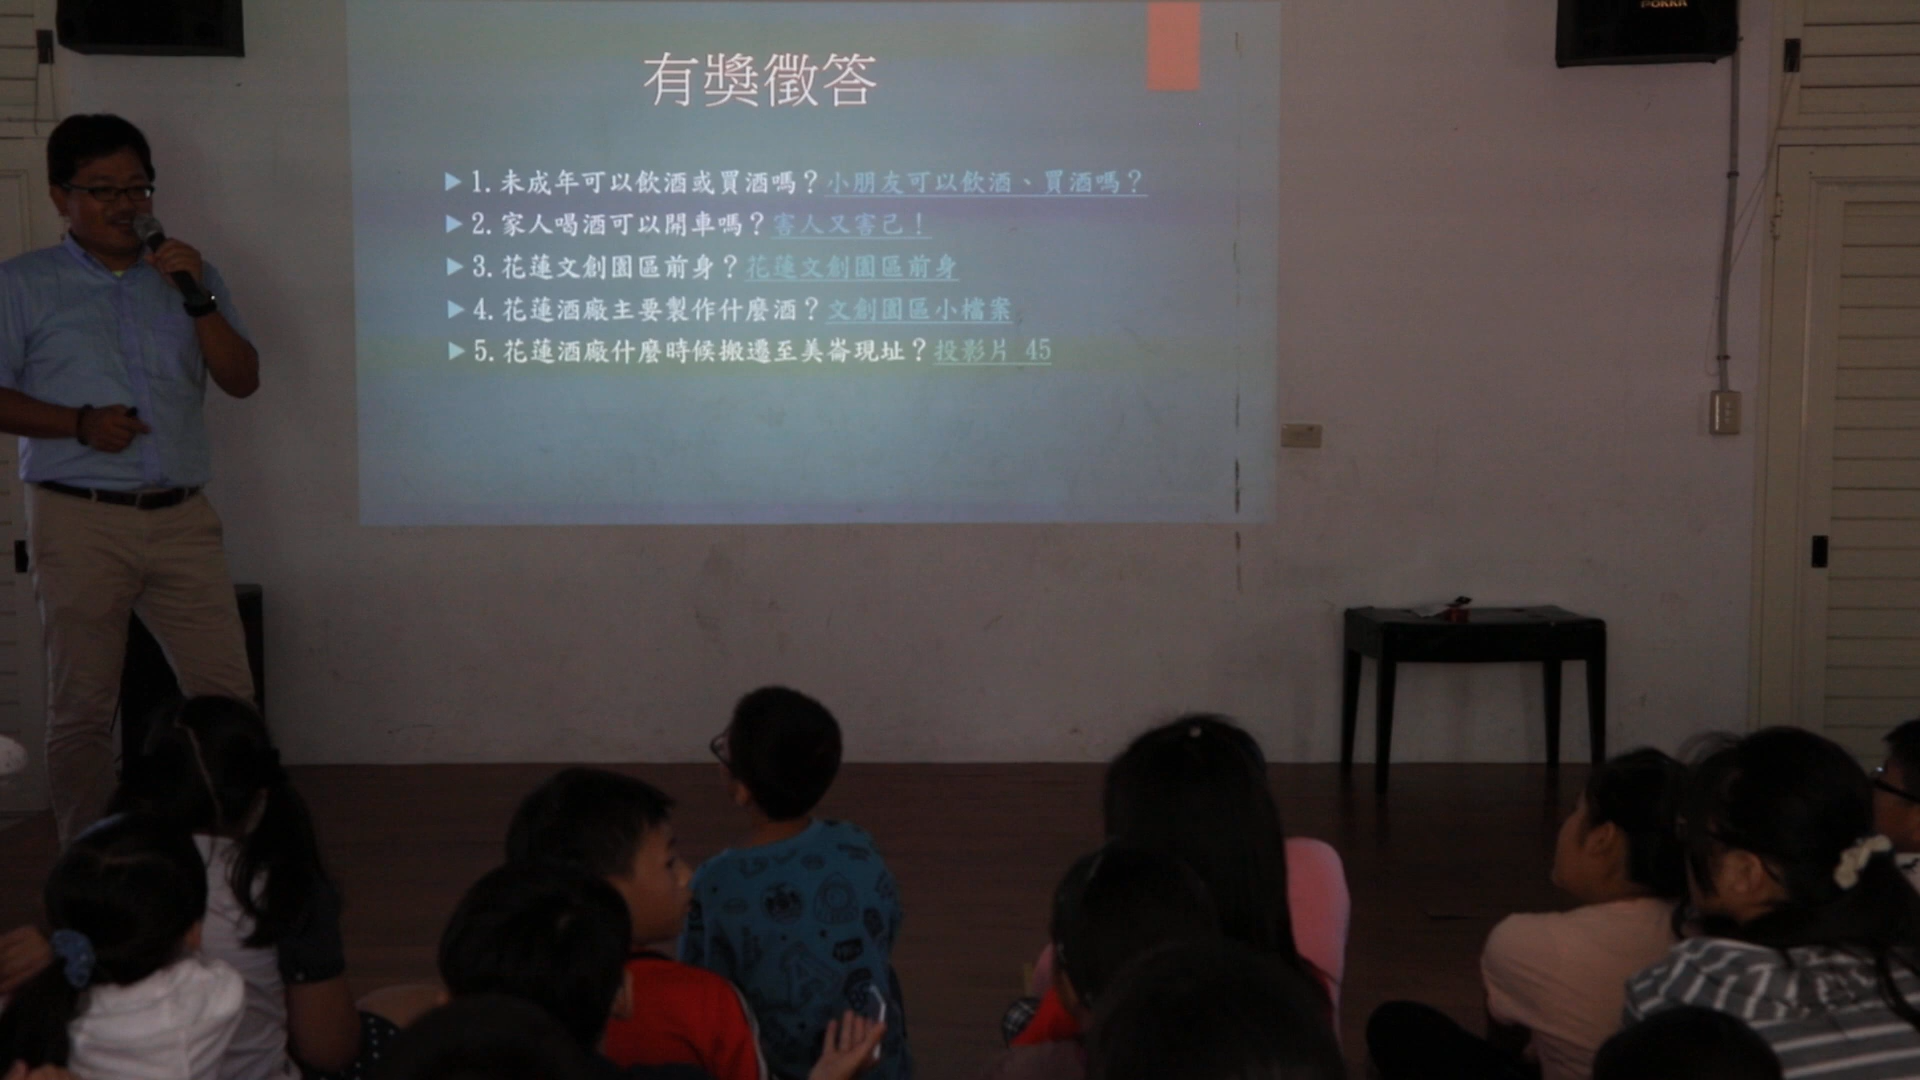 POKKA
有獎徵答
1.未成年可以飲酒或買酒嗎？小朋友可以飲酒、買酒嗎？
2.家人喝酒可以開車嗎？害人又害己！
3.花蓮文創園區前身？花蓮文創園區前身
4.花蓮酒廠主要製作什麼酒？文創園區小檔案
5.花蓮酒廠什麼時候搬遷至美崙現址？投影片 45